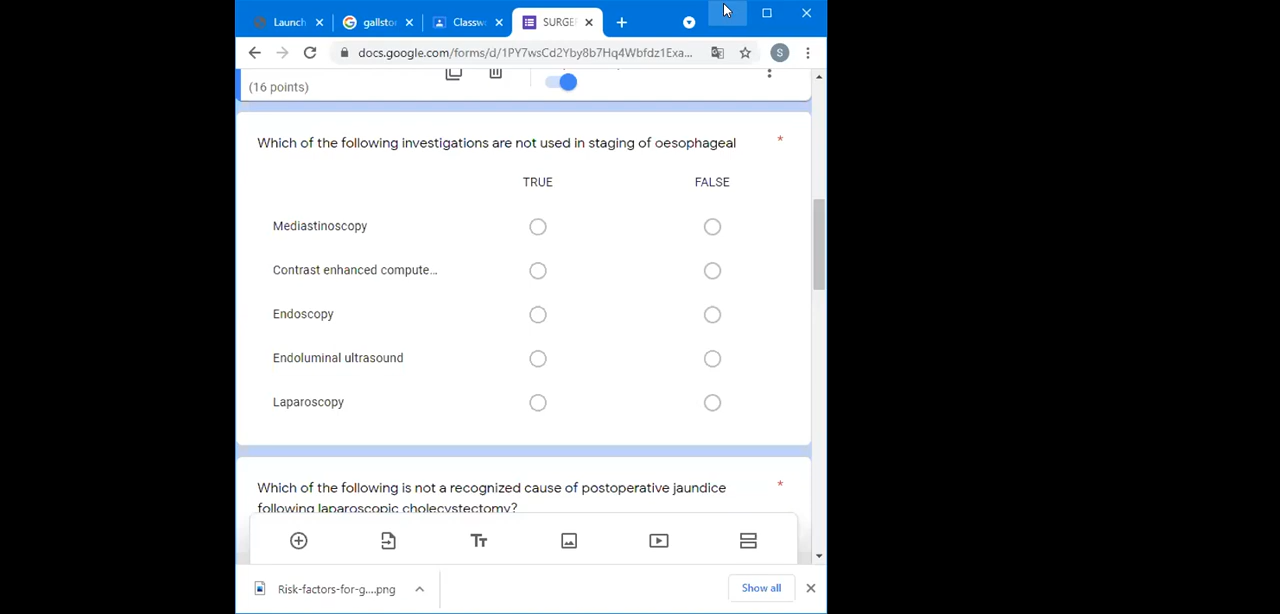 Launch
gallsto
Classw
SURGE
docs.google.com/forms/d/1PY7wsCd2Yby8b7Hq4Wbfdz1Exa...
S
(16 points)
Which of the following investigations are not used in staging of oesophageal *
TRUE FALSE
Mediastinoscopy
Contrast enhanced compute...
Endoscopy
Endoluminal ultrasound
Laparoscopy
Which of the following is not a recognized cause of postoperative jaundice *
following laparoscopic cholecystectomy?
Tт
Risk-factors-for-g....png
Show all